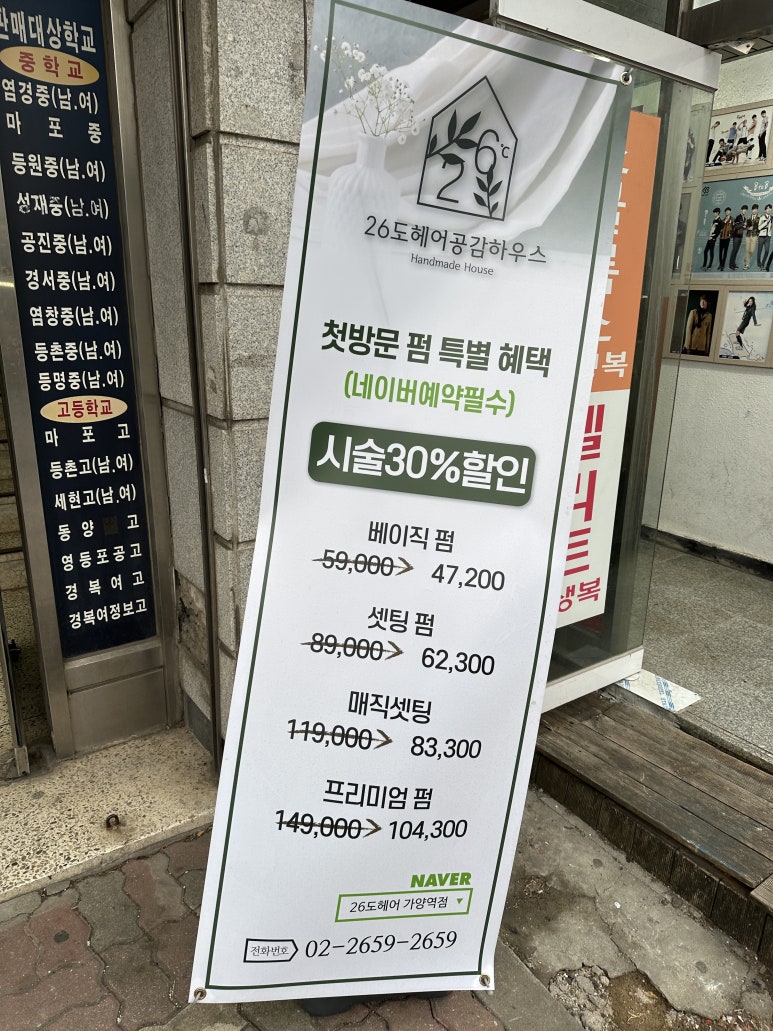 판매대상학교
중학교
염경중(남.여)
마포중
등원중(남.여)
성재중(남.여)
공진중(남.여)
경서중(남.여)
염창중(남.여)
등촌중(남.여)
등명중(남.여)
고등학교
마포고
등촌고(남.여)
세현고(남.여)
동양고
영등포공고
경복여고
경복여정보고
26℃
26도헤어공감하우스
Handmade House
첫방문 펌 특별 혜택
(네이버예약필수)
시술30%할인
베이직 펌
59,000 47,200
셋팅 펌
89,000 62,300
매직셋팅
119,000 83,300
프리미엄 펌
149,000 104,300
NAVER
26도헤어 가양역점
전화번호 02-2659-2659